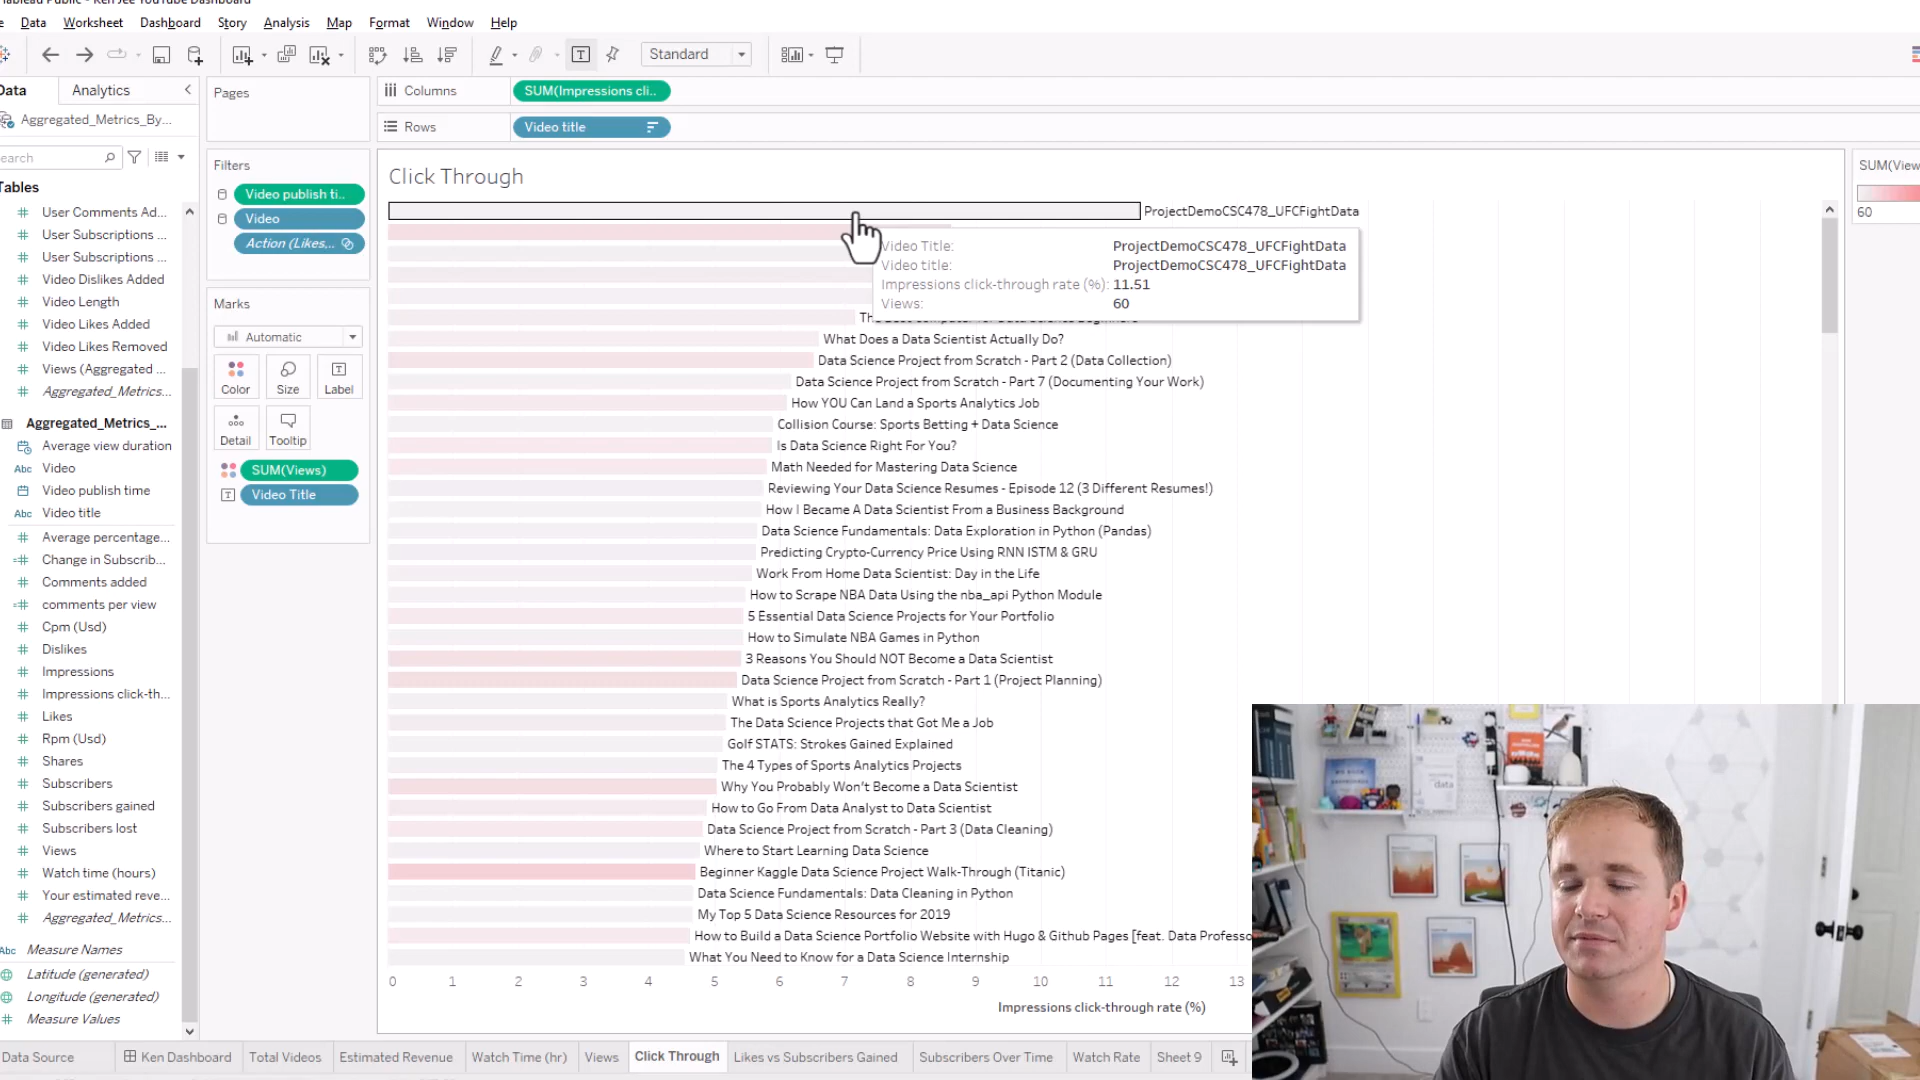 Data Worksheet Dashboard Story Analysis Map Format Window Help
Standard
Data Analytics
Pages
Columns SUM(Impressions cli..
Aggregated_Metrics_By...
Rows Video title
Search
Tables
User Comments Ad...
User Subscriptions ...
User Subscriptions ...
Video Dislikes Added
Video Length
Video Likes Added
Video Likes Removed
Views (Aggregated ...
Aggregated_Metrics...
Aggregated_Metrics_...
Average view duration
Abc Video
Video publish time
Abc Video title
Average percentage...
Change in Subscrib...
Comments added
comments per view
Cpm (Usd)
Dislikes
Impressions
Impressions click-th...
Likes
Rpm (Usd)
Shares
Subscribers
Subscribers gained
Subscribers lost
Views
Watch time (hours)
Your estimated reve...
Aggregated_Metrics...
Abc Measure Names
Latitude (generated)
Longitude (generated)
Measure Values
Filters
Video publish ti..
Video
Action (Likes,...
Marks
Automatic
Color Size Label
Detail Tooltip
SUM(Views)
Video Title
Click Through
ProjectDemoCSC478_UFCFightData
Video Title: ProjectDemoCSC478_UFCFightData
Video title: ProjectDemoCSC478_UFCFightData
Impressions click-through rate (%): 11.51
Views: 60
What Does a Data Scientist Actually Do?
Data Science Project from Scratch - Part 2 (Data Collection)
Data Science Project from Scratch - Part 7 (Documenting Your Work)
How YOU Can Land a Sports Analytics Job
Collision Course: Sports Betting + Data Science
Is Data Science Right For You?
Math Needed for Mastering Data Science
Reviewing Your Data Science Resumes - Episode 12 (3 Different Resumes!)
How I Became A Data Scientist From a Business Background
Data Science Fundamentals: Data Exploration in Python (Pandas)
Predicting Crypto-Currency Price Using RNN lSTM & GRU
Work From Home Data Scientist: Day in the Life
How to Scrape NBA Data Using the nba_api Python Module
5 Essential Data Science Projects for Your Portfolio
How to Simulate NBA Games in Python
3 Reasons You Should NOT Become a Data Scientist
Data Science Project from Scratch - Part 1 (Project Planning)
What is Sports Analytics Really?
The Data Science Projects that Got Me a Job
Golf STATS: Strokes Gained Explained
The 4 Types of Sports Analytics Projects
Why You Probably Won't Become a Data Scientist
How to Go From Data Analyst to Data Scientist
Data Science Project from Scratch - Part 3 (Data Cleaning)
Where to Start Learning Data Science
Beginner Kaggle Data Science Project Walk-Through (Titanic)
Data Science Fundamentals: Data Cleaning in Python
My Top 5 Data Science Resources for 2019
How to Build a Data Science Portfolio Website with Hugo & Github Pages [feat. Data Professo
What You Need to Know for a Data Science Internship
0 1 2 3 4 5 6 7 8 9 10 11 12 13
Impressions click-through rate (%)
SUM(View
60
Data Source Ken Dashboard Total Videos Estimated Revenue Watch Time (hr) Views Click Through Likes vs Subscribers Gained Subscribers Over Time Watch Rate Sheet 9